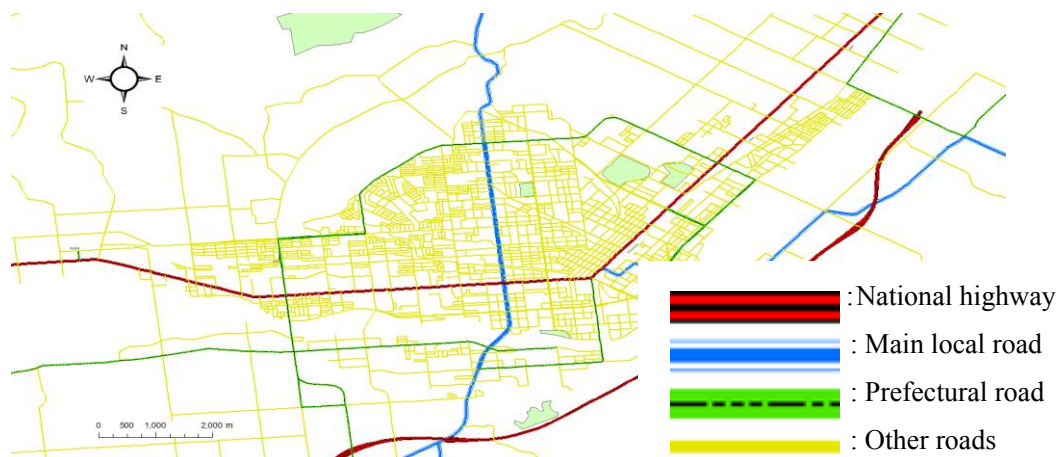 N
W E
S
:National highway
: Main local road
: Prefectural road
: Other roads
0 500 1,000 2,000 m